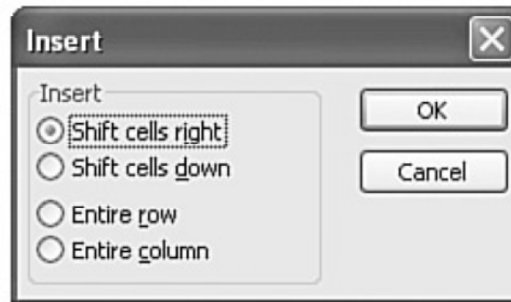 Insert
Insert
Shift cells right
Shift cells down
Entire row
Entire column
OK
Cancel